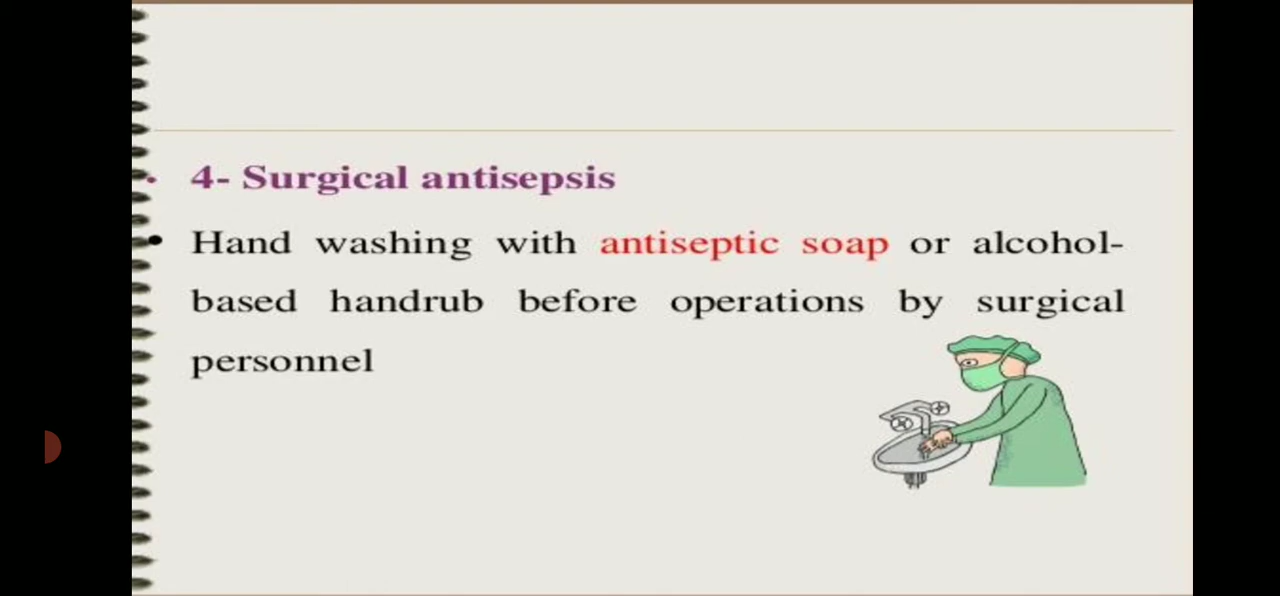 4- Surgical antisepsis
Hand washing with antiseptic soap or alcohol-
based handrub before operations by surgical
personnel